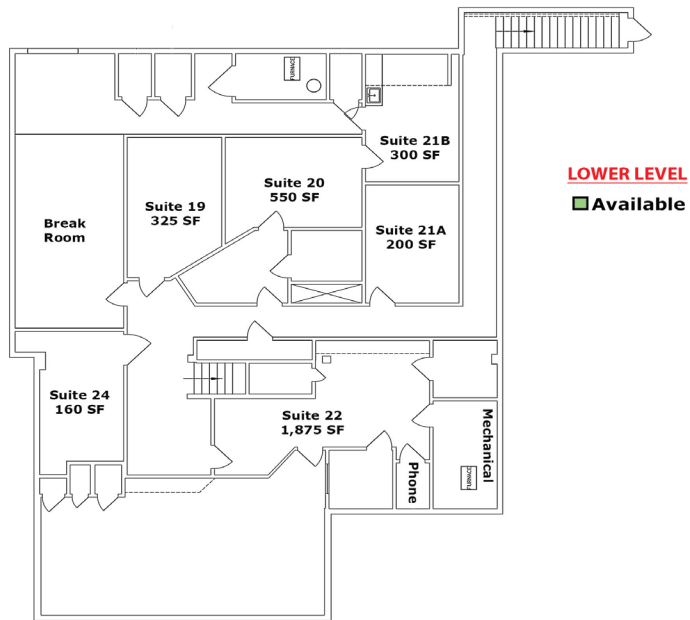 Suite 21B
300 SF
LOWER LEVEL
Available
Suite 20
550 SF
Suite 19
325 SF
Break
Room
Suite 21A
200 SF
Suite 24
160 SF
Suite 22
1,875 SF
Mechanical
Phone